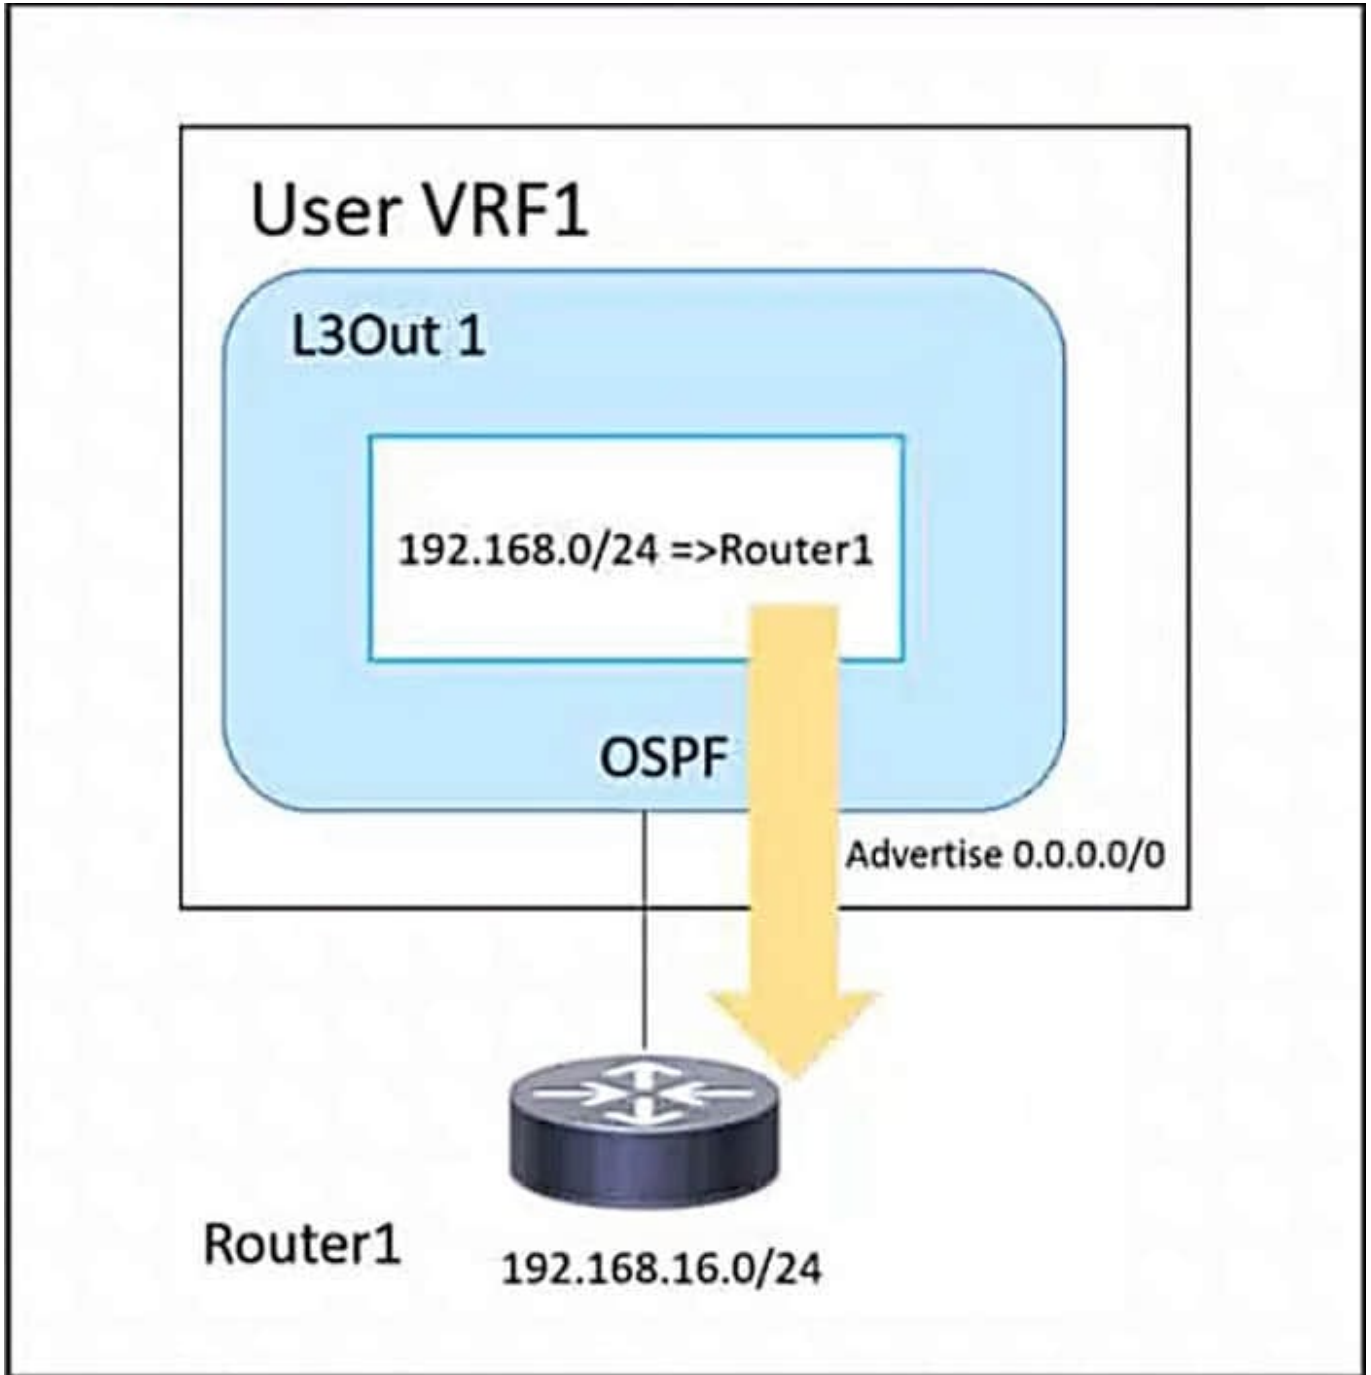 User VRF1
L3Out 1
192.168.0/24 =>Router1
OSPF
Advertise 0.0.0.0/0
Router1
192.168.16.0/24